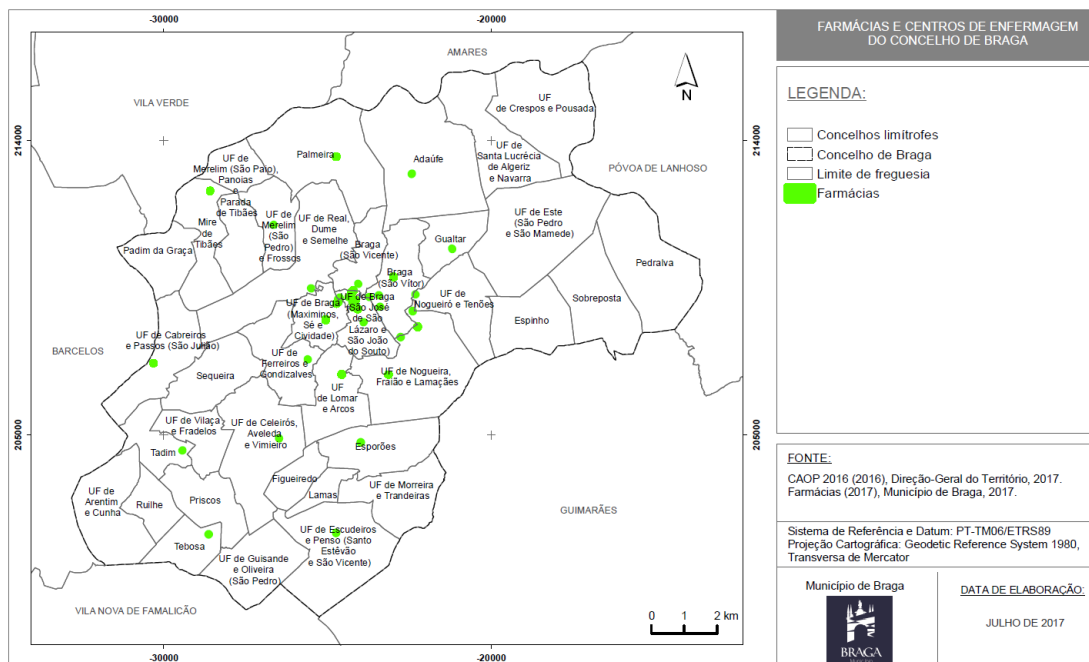 -30000
-20000
FARMÁCIAS E CENTROS DE ENFERMAGEM
DO CONCELHO DE BRAGA
AMARES
VILA VERDE
N
UF
de Crespos e Pousada
LEGENDA:
Concelhos limítrofes
Concelho de Braga
Limite de freguesia
Farmácias
214000
214000
UF de
Merelim (São Paio),
Panoias
e
Parada
de Tibães
Palmeira
Adaúfe
UF de
Santa Lucrécia
de Algeriz
e Navarra
PÓVOA DE LANHOSO
Mire
de
Tibães
UF de
Merelim
(São
Pedro)
e Frossos
UF de Real,
Dume
e Semelhe
UF de Este
(São Pedro
e São Mamede)
Padim da Graça
Braga
(São Vicente)
Gualtar
Pedralva
Braga
(São Vítor)
UF de Braga
(Maximinos,
Sé e
Cividade)
UF de Braga
(São José
de São
Lázaro e
São João
do Souto)
UF de
Nogueiró e Tenões
Sobreposta
Espinho
BARCELOS
UF de Cabreiros
e Passos (São Julião)
Sequeira
UF de
Ferreiros e
Gondizalves
UF
de Lomar
e Arcos
UF de Nogueira,
Fraião e Lamaçães
UF de Vilaça
e Fradelos
UF de Celeirós,
Aveleda
e Vimieiro
Esporões
Tadim
206000
206000
UF de
Arentim
e Cunha
Ruilhe
Priscos
Figueiredo
Lamas
UF de Morreira
e Trandeiras
GUIMARÃES
Tebosa
UF de Escudeiros
e Penso (Santo
Estêvão
e São Vicente)
UF de Guisande
e Oliveira
(São Pedro)
VILA NOVA DE FAMALICÃO
0 1 2 km
-30000
-20000
FONTE:
CAOP 2016 (2016), Direção-Geral do Território, 2017.
Farmácias (2017), Município de Braga, 2017.
Sistema de Referência e Datum: PT-TM06/ETRS89
Projeção Cartográfica: Geodetic Reference System 1980,
Transversa de Mercator
Município de Braga
BRAGA
DATA DE ELABORAÇÃO:
JULHO DE 2017